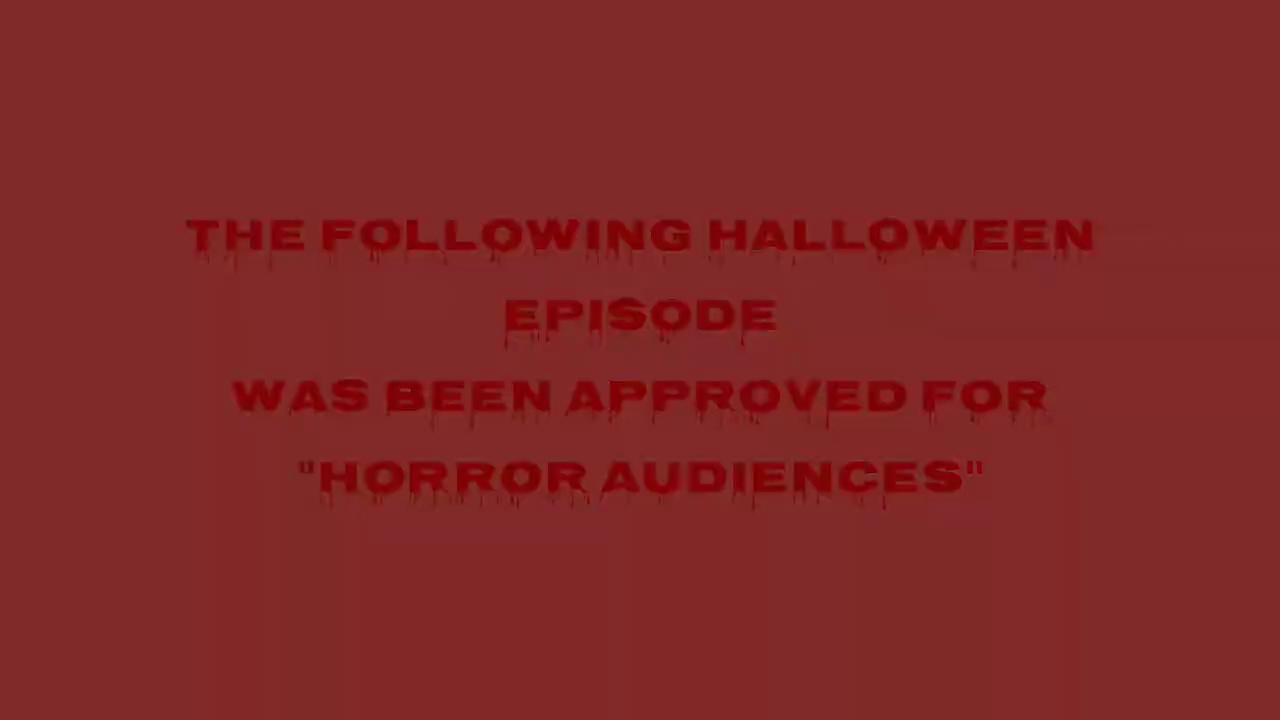 THE FOLLOWING HALLOWEEN
EPISODE
WAS BEEN APPROVED FOR
"HORROR AUDIENCES"